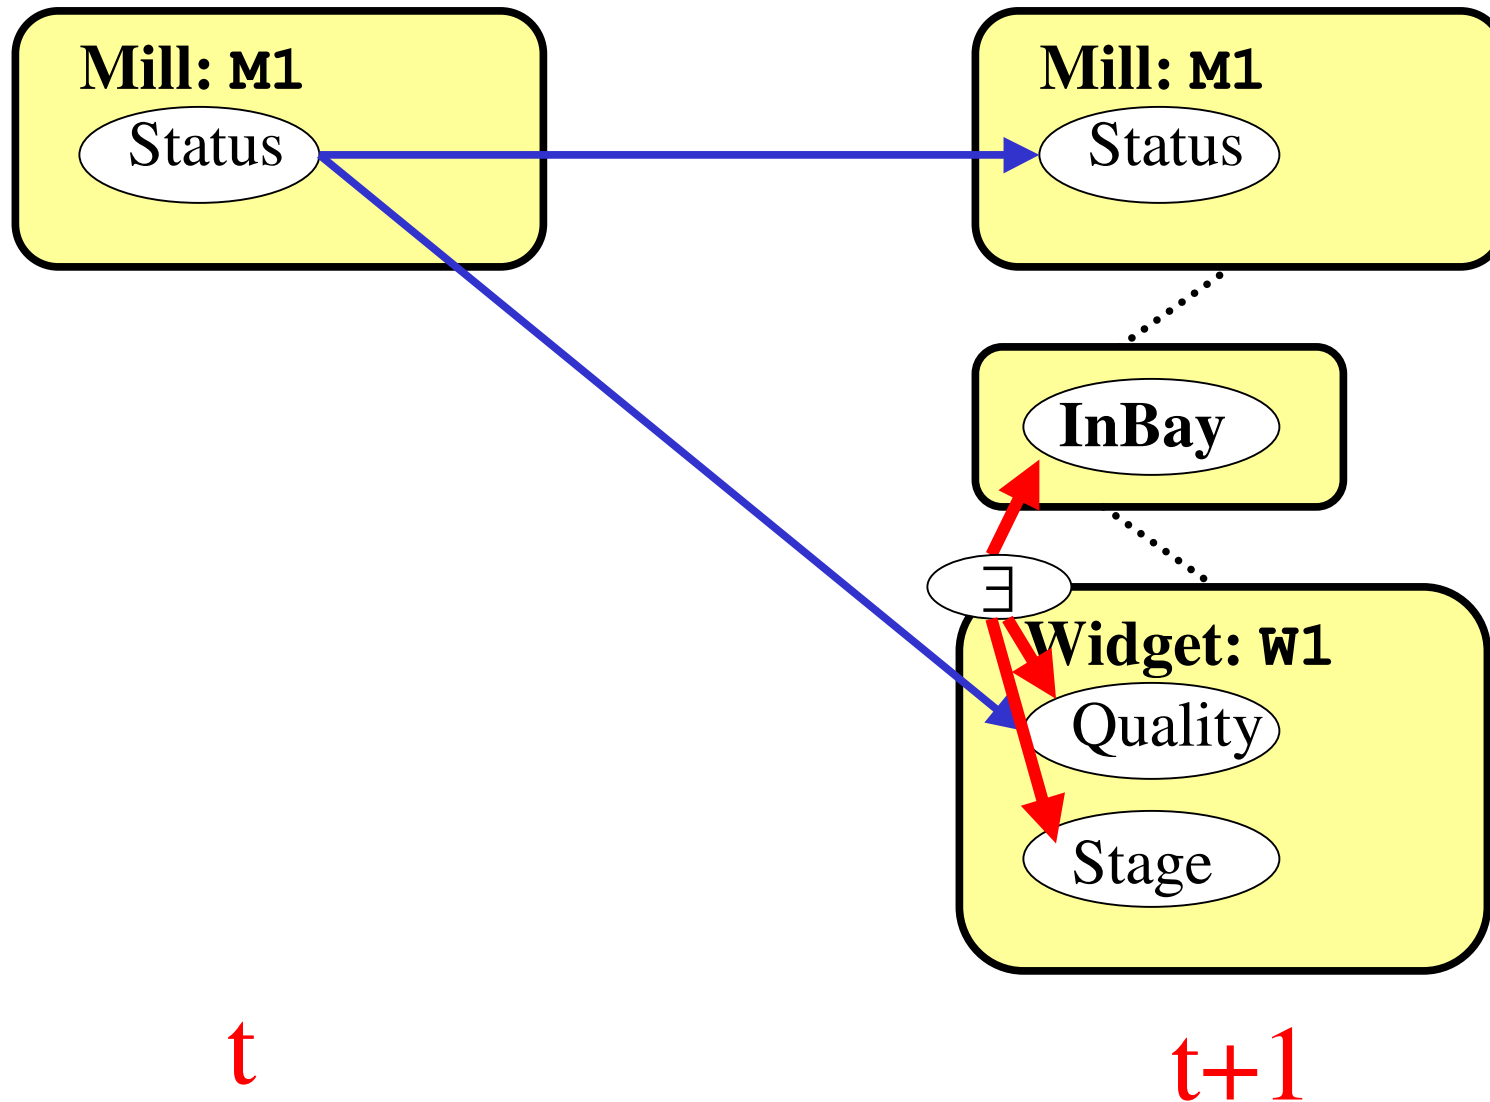 Mill: M1
Status
Mill: M1
Status
InBay
∃
Widget: W1
Quality
Stage
t
t+1